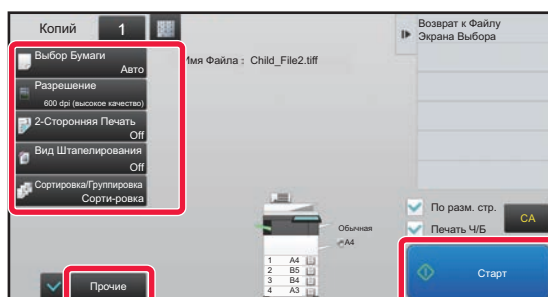 Копий 1
Возврат к Файлу
Экрана Выбора
Выбор Бумаги
Авто
Имя Файла : Child_File2.tiff
Разрешение
600 dpi (высокое качество)
2-Сторонняя Печать
Off
Вид Штапелирования
Off
Сортировка/Группировка
Сорти-ровка
По разм. стр.
Печать Ч/Б
CA
Обычная
A4
1 A4
2 B5
3 B4
4 A3
Прочие
Старт